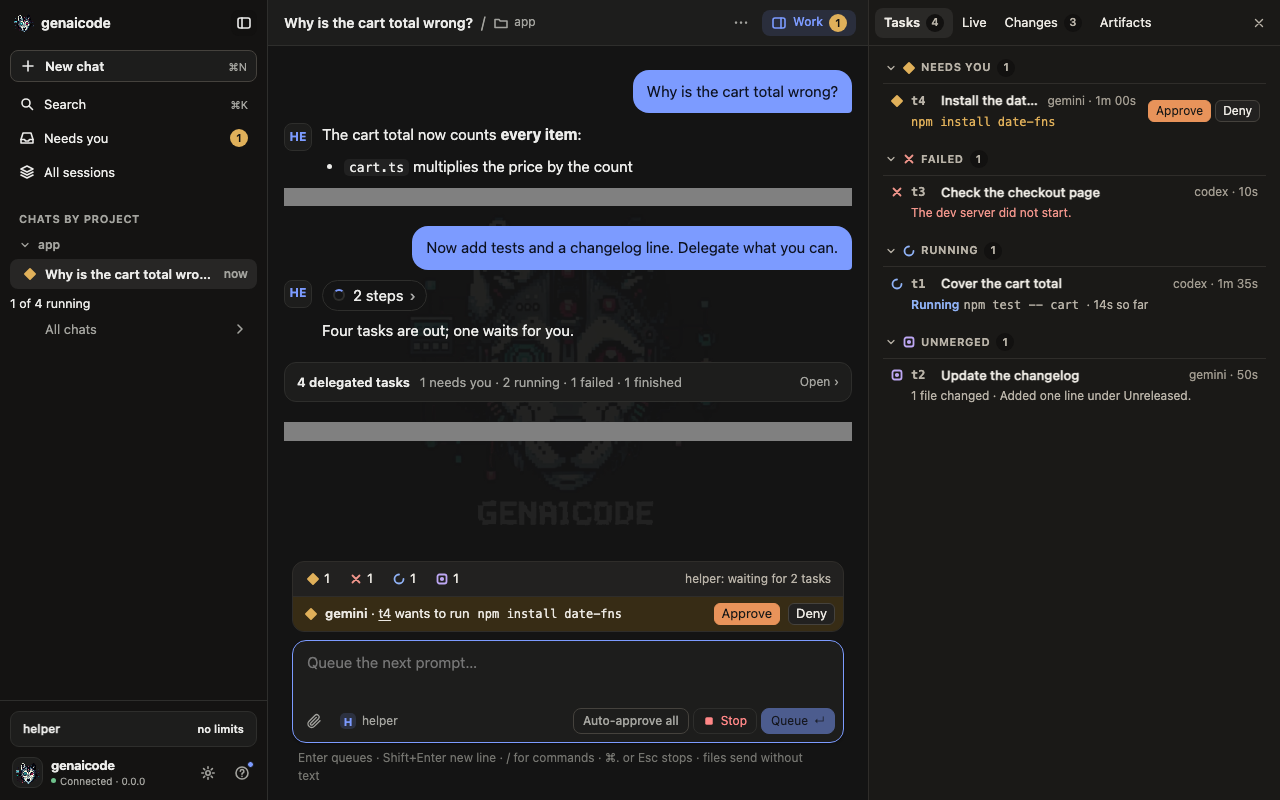 genaicode
New chat ⌘N
Search ⌘K
Needs you 1
All sessions
CHATS BY PROJECT
app
Why is the cart total wro... now
1 of 4 running
All chats
helper no limits
genaicode
Connected · 0.0.0
Why is the cart total wrong? / app
Work 1
Why is the cart total wrong?
HE
The cart total now counts every item:
• cart.ts multiplies the price by the count
Now add tests and a changelog line. Delegate what you can.
HE
2 steps ›
Four tasks are out; one waits for you.
4 delegated tasks 1 needs you · 2 running · 1 failed · 1 finished Open ›
GENAICODE
1 1 1 1 helper: waiting for 2 tasks
gemini · t4 wants to run npm install date-fns Approve Deny
Queue the next prompt...
H helper Auto-approve all Stop Queue ↵
Enter queues · Shift+Enter new line · / for commands · ⌘. or Esc stops · files send without
text
Tasks 4 Live Changes 3 Artifacts
NEEDS YOU 1
t4 Install the dat... gemini · 1m 00s Approve Deny
npm install date-fns
FAILED 1
t3 Check the checkout page codex · 10s
The dev server did not start.
RUNNING 1
t1 Cover the cart total codex · 1m 35s
Running npm test -- cart · 14s so far
UNMERGED 1
t2 Update the changelog gemini · 50s
1 file changed · Added one line under Unreleased.